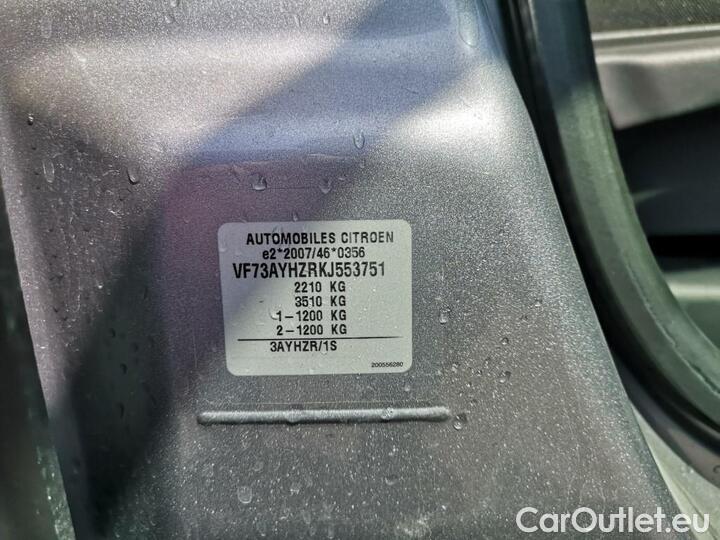 AUTOMOBILES CITROEN
e2*2007/46*0356
VF73AYHZRKJ553751
2210 KG
3510 KG
1-1200 KG
2-1200 KG
3AYHZR/1S
200556280
CarOutlet.eu